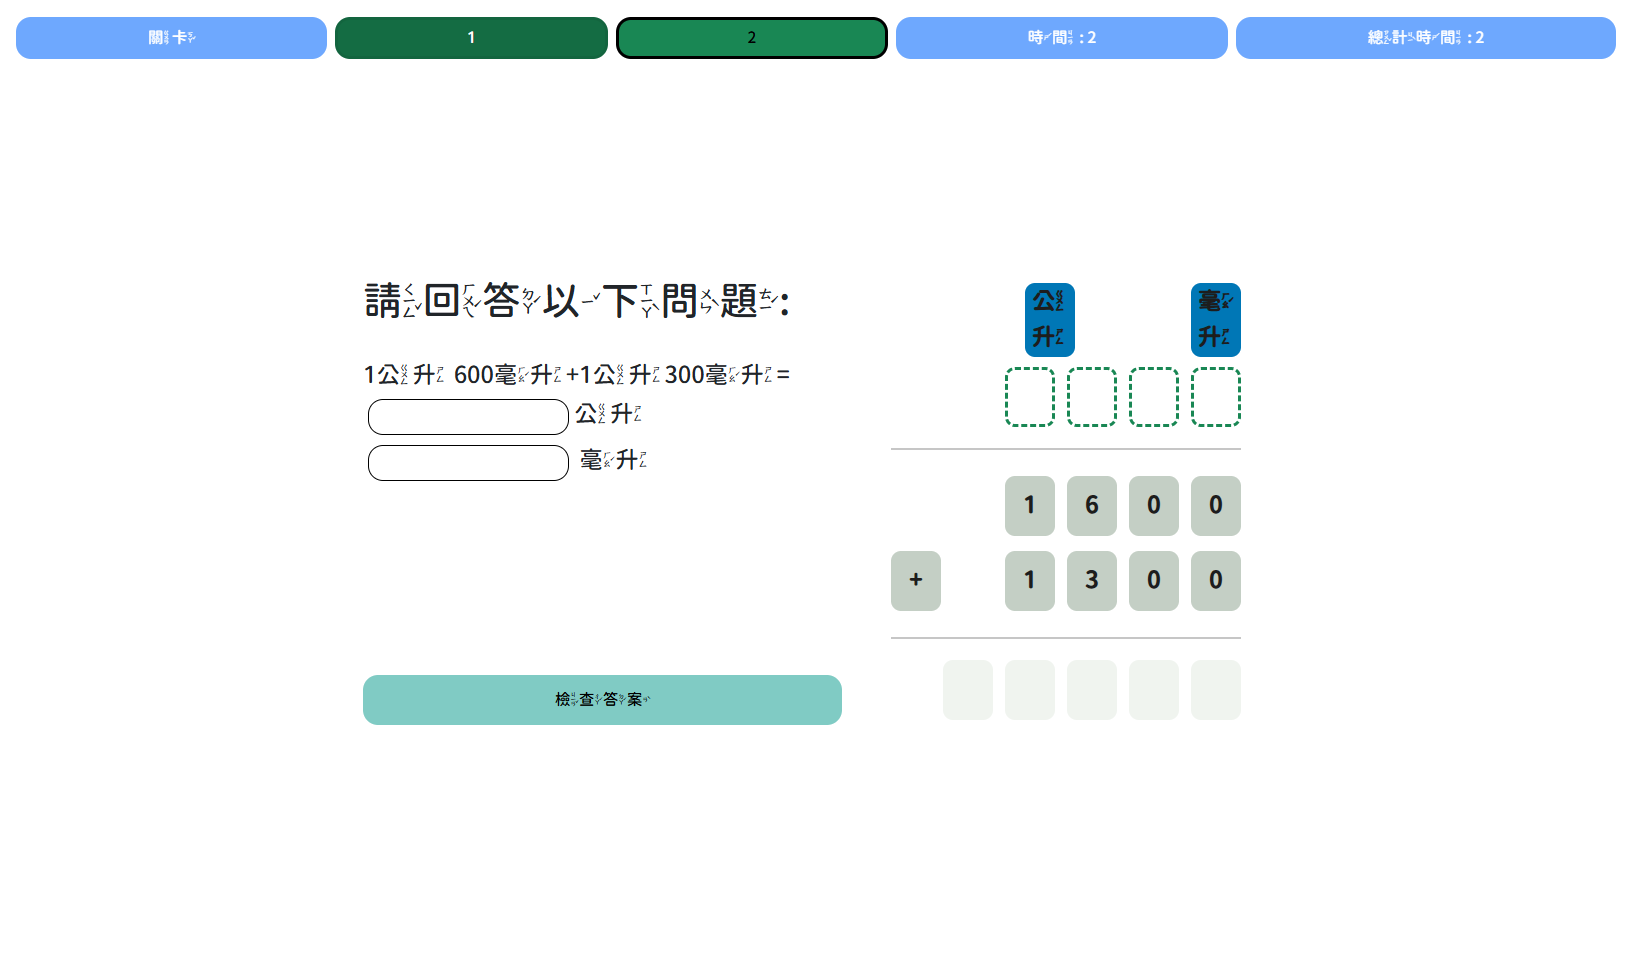 關卡 1 2 時間 : 2 總計時間 : 2
請回答以下問題:
1公升 600毫升+1公升300毫升=
公升
毫升
檢查答案
公升 毫升
1 6 0 0
+ 1 3 0 0